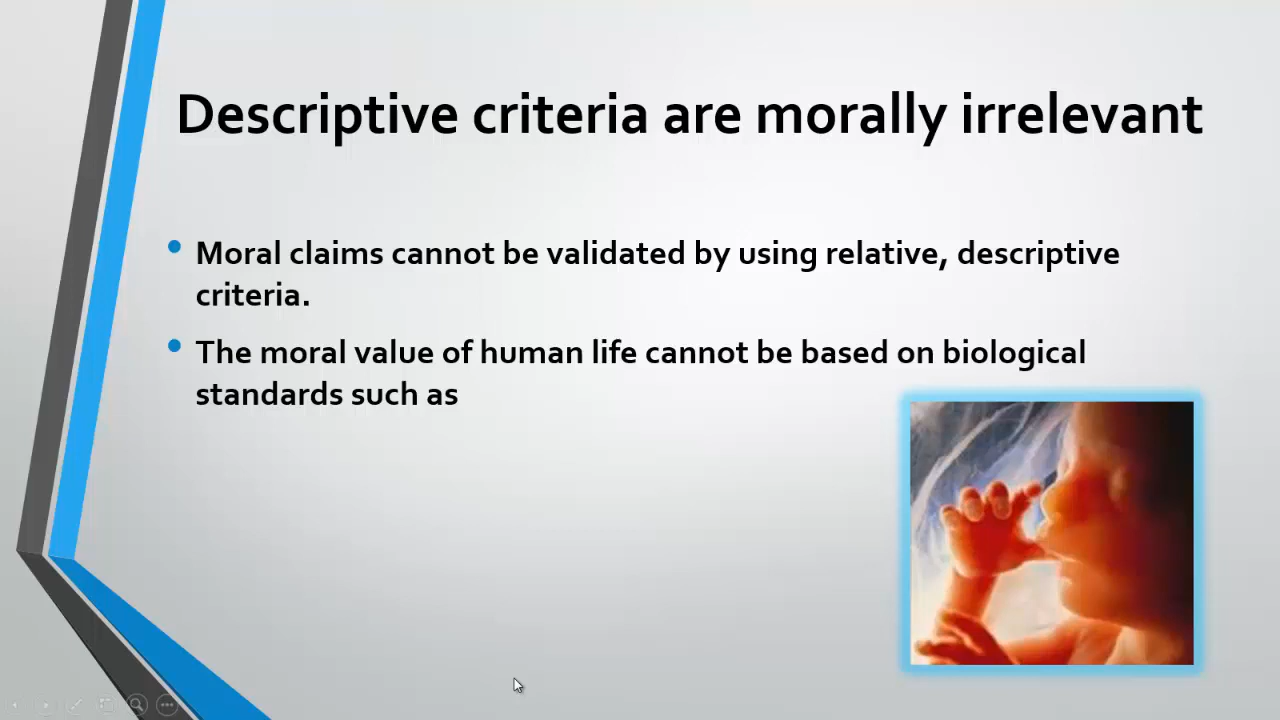 Descriptive criteria are morally irrelevant
Moral claims cannot be validated by using relative, descriptive
criteria.
The moral value of human life cannot be based on biological
standards such as